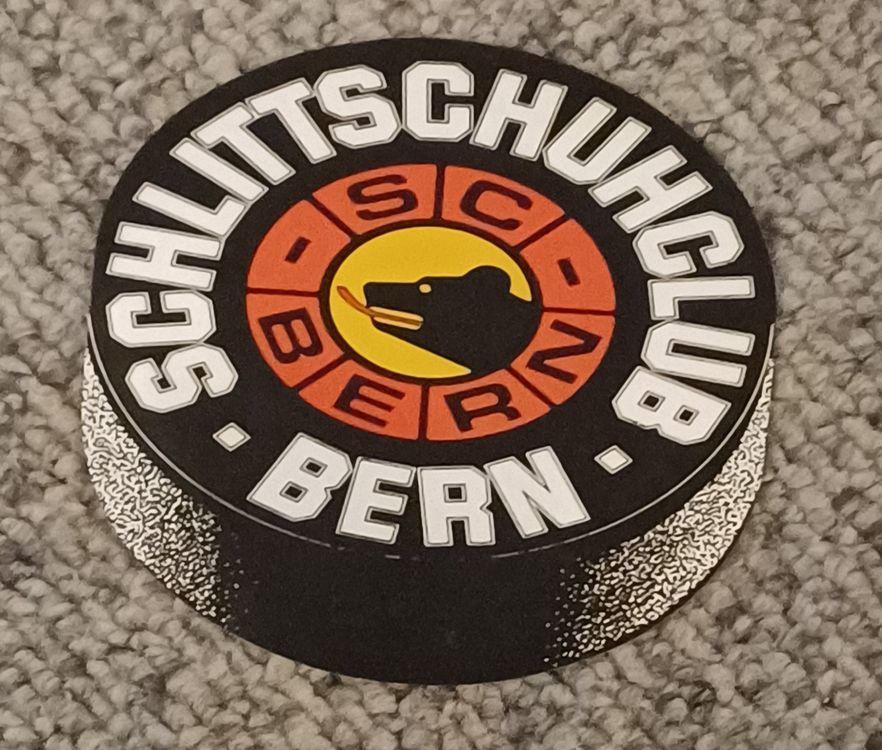 SCHLITTSCHUHCLUB
• BERN •
- SC -
BERN